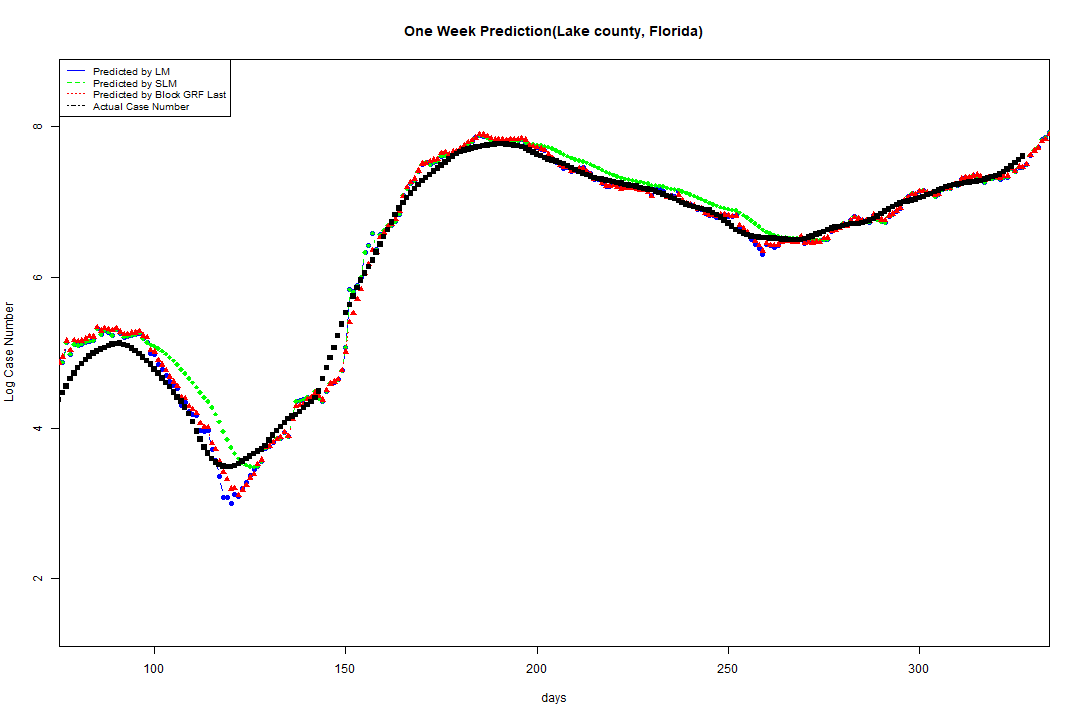 One Week Prediction(Lake county, Florida)
Predicted by LM
Predicted by SLM
Predicted by Block GRF Last
Actual Case Number
8
6
4
2
Log Case Number
100 150 200 250 300
days